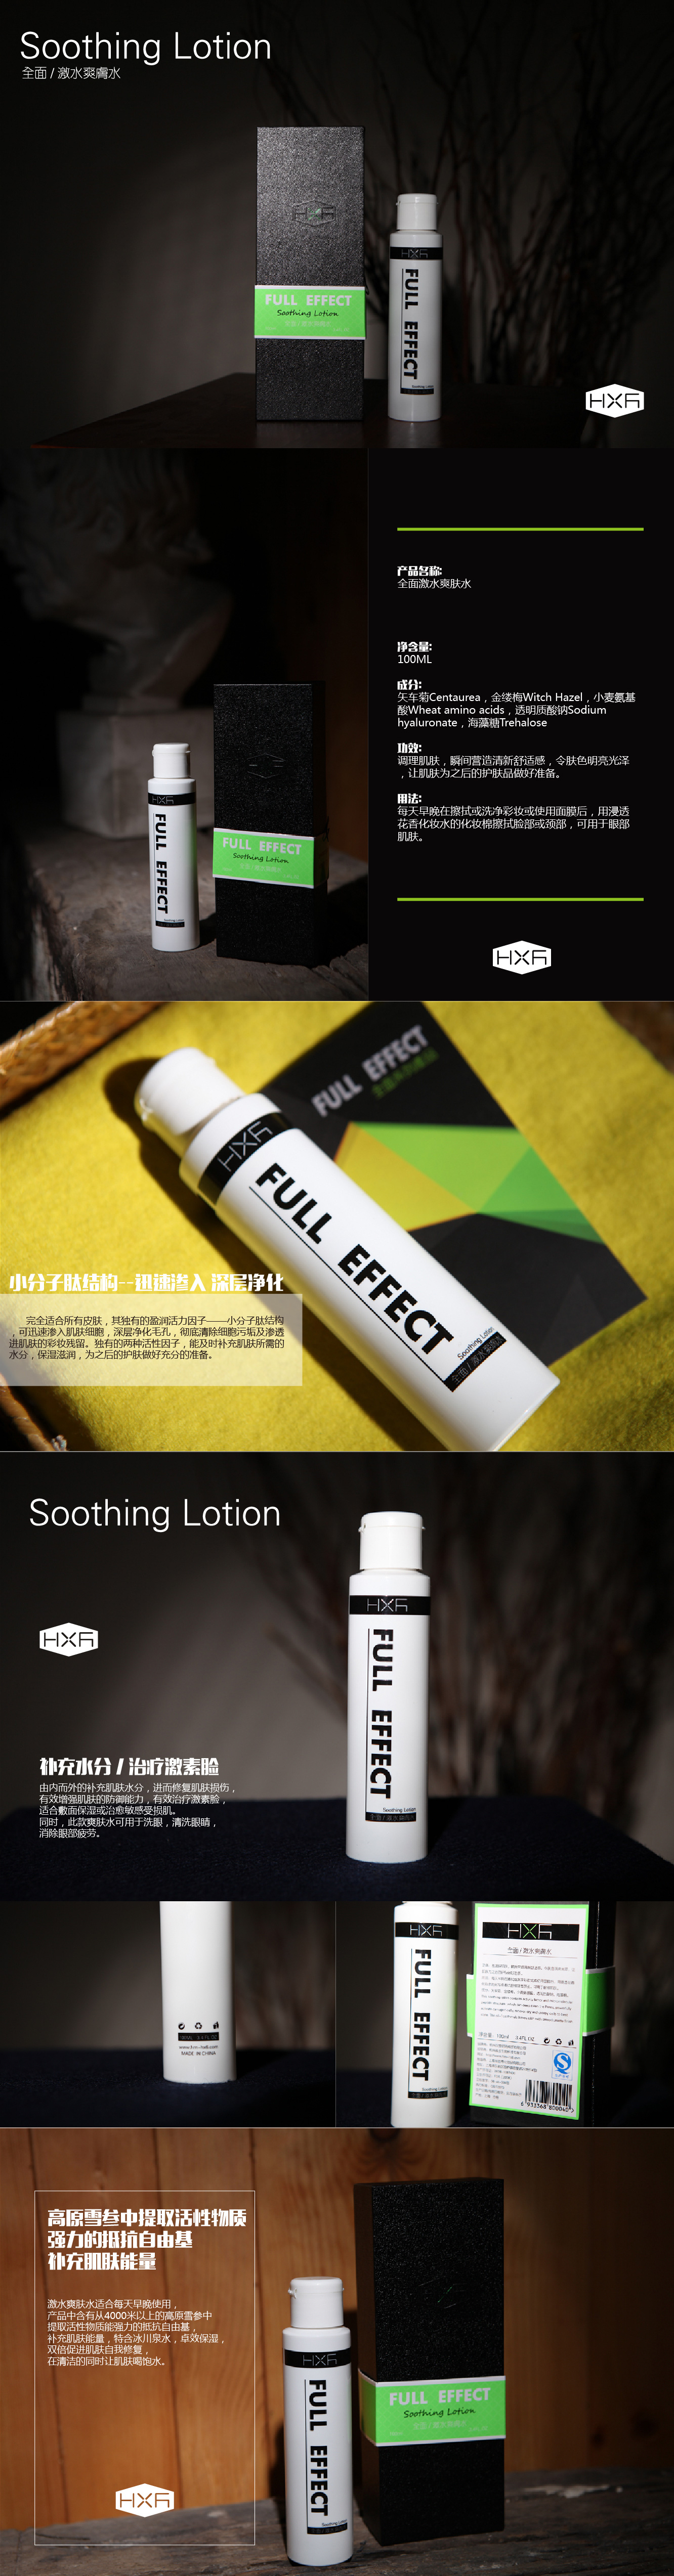 Soothing Lotion
全面 / 激水爽膚水
HXA
FULL EFFECT
Soothing Lotion
HXA
FULL EFFECT
Soothing Lotion
HXA
产品名称:
全面激水爽肤水
净含量:
100ML
成分:
矢车菊Centaurea，金缕梅Witch Hazel，小麦氨基
酸Wheat amino acids，透明质酸钠Sodium
hyaluronate，海藻糖Trehalose
功效:
调理肌肤，瞬间营造清新舒适感，令肤色明亮光泽
，让肌肤为之后的护肤品做好准备。
用法:
每天早晚在擦拭或洗净彩妆或使用面膜后，用浸透
花香化妆水的化妆棉擦拭脸部或颈部，可用于眼部
肌肤。
HXA
FULL EFFECT
Soothing Lotion
HXA
FULL EFFECT
Soothing Lotion
HXA
FULL EFFECT
HXA
FULL EFFECT
Soothing Lotion
全面 / 激水爽膚水
小分子肽结构--迅速渗入 深层净化
完全适合所有皮肤，其独有的盈润活力因子——小分子肽结构
，可迅速渗入肌肤细胞，深层净化毛孔，彻底清除细胞污垢及渗透
进肌肤的彩妆残留。独有的两种活性因子，能及时补充肌肤所需的
水分，保湿滋润，为之后的护肤做好充分的准备。
Soothing Lotion
HXA
HXA
FULL EFFECT
Soothing Lotion
补充水分 / 治疗激素脸
由内而外的补充肌肤水分，进而修复肌肤损伤，
有效增强肌肤的防御能力，有效治疗激素脸，
适合敷面保湿或治愈敏感受损肌。
同时，此款爽肤水可用于洗眼，清洗眼睛，
消除眼部疲劳。
MADE IN CHINA
HXA
FULL EFFECT
Soothing Lotion
HXA
全面 / 激水爽膚水
高原雪参中提取活性物质
强力的抵抗自由基
补充肌肤能量
激水爽肤水适合每天早晚使用，
产品中含有从4000米以上的高原雪参中
提取活性物质能强力的抵抗自由基，
补充肌肤能量，特含冰川泉水，卓效保湿，
双倍促进肌肤自我修复，
在清洁的同时让肌肤喝饱水。
HXA
HXA
FULL EFFECT
Soothing Lotion
FULL EFFECT
Soothing Lotion